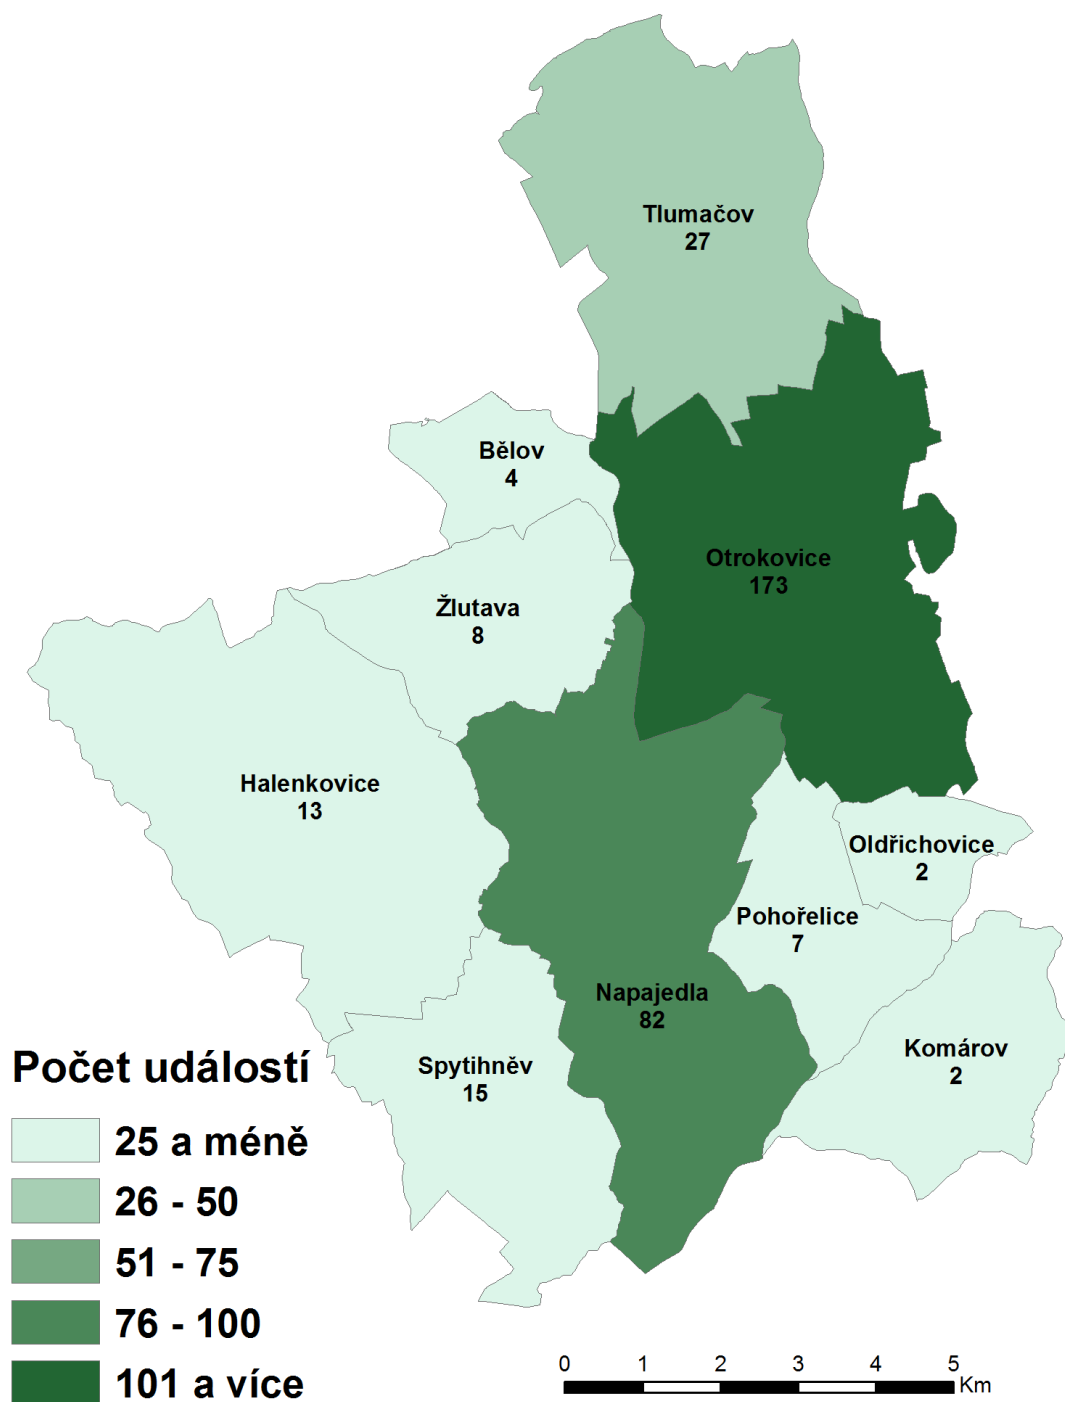 Tlumačov
27
Bělov
4
Otrokovice
173
Žlutava
8
Halenkovice
13
Oldřichovice
2
Pohořelice
7
Napajedla
82
Komárov
2
Spytihněv
15
Počet událostí
25 a méně
26 - 50
51 - 75
76 - 100
101 a více
0 1 2 3 4 5
Km